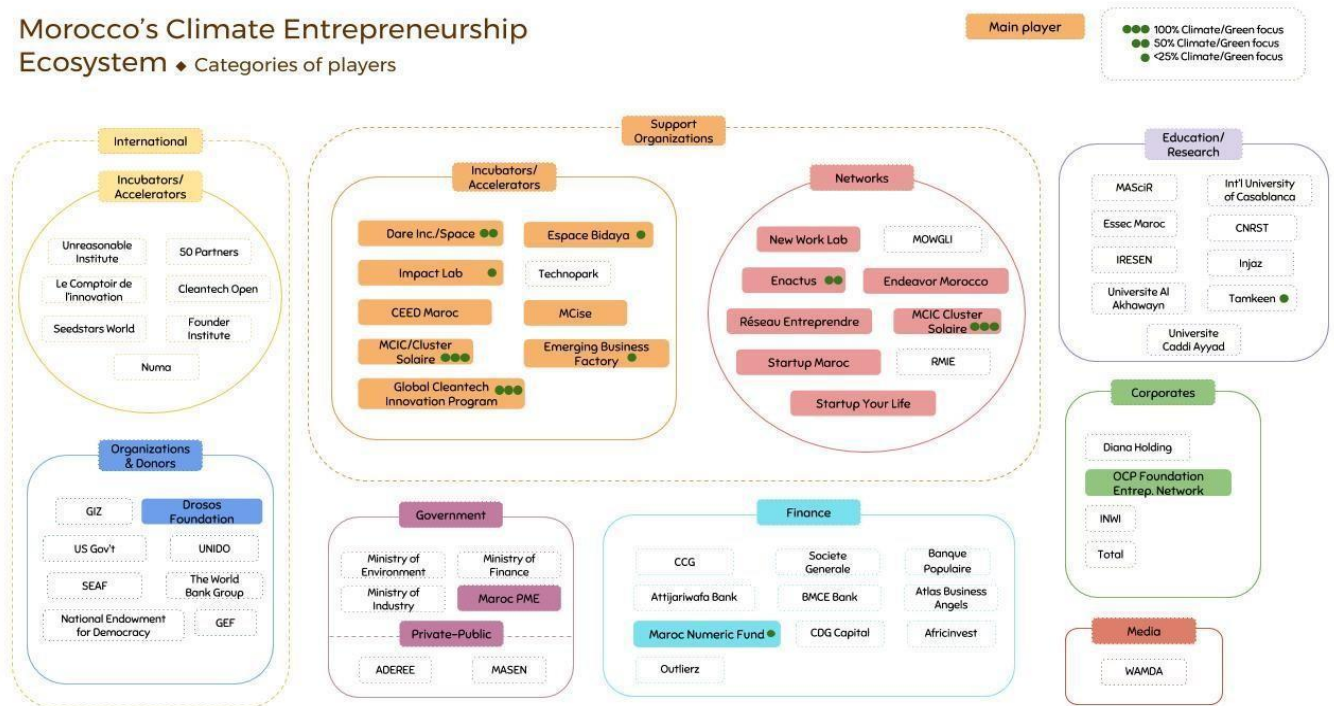 Morocco's Climate Entrepreneurship
Ecosystem ◆ Categories of players
Main player
100% Climate/Green focus
50% Climate/Green focus
<25% Climate/Green focus
International
Incubators/
Accelerators
Unreasonable
Institute
50 Partners
Le Comptoir de
l'innovation
Cleantech Open
Seedstars World
Founder
Institute
Numa
Organizations
& Donors
GIZ
Drosos
Foundation
US Gov't
UNIDO
SEAF
The World
Bank Group
National Endowment
for Democracy
GEF
Support
Organizations
Incubators/
Accelerators
Dare Inc./Space
Espace Bidaya
Impact Lab
Technopark
CEED Maroc
MCise
MCIC/Cluster
Solaire
Emerging Business
Factory
Global Cleantech
Innovation Program
Networks
New Work Lab
MOWGLI
Enactus
Endeavor Morocco
Réseau Entreprendre
MCIC Cluster
Solaire
Startup Maroc
RMIE
Startup Your Life
Government
Ministry of
Environment
Ministry of
Finance
Ministry of
Industry
Maroc PME
Private-Public
ADEREE
MASEN
Finance
CCG
Societe
Generale
Banque
Populaire
Attijariwafa Bank
BMCE Bank
Atlas Business
Angels
Maroc Numeric Fund
CDG Capital
Africinvest
Outlierz
Education/
Research
MASciR
Int'l University
of Casablanca
Essec Maroc
CNRST
IRESEN
Injaz
Universite Al
Akhawayn
Tamkeen
Universite
Caddi Ayyad
Corporates
Diana Holding
OCP Foundation
Entrep. Network
INWI
Total
Media
WAMDA